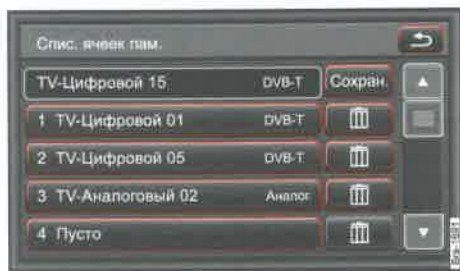 Спис. ячеек пам.
TV-Цифровой 15 DVB-T Сохран.
1 TV-Цифровой 01 DVB-T
2 TV-Цифровой 05 DVB-T
3 TV-Аналоговый 02 Аналог
4 Пусто